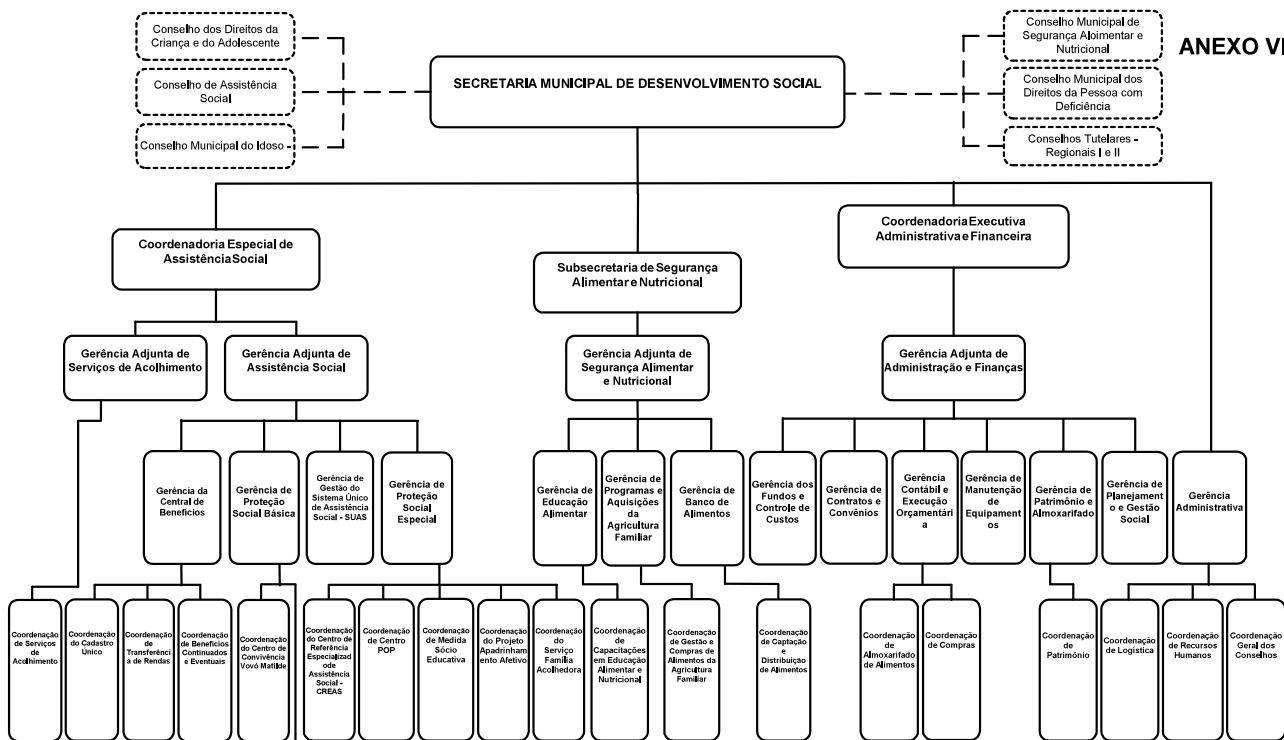 Conselho dos Direitos da
Criança e do Adolescente
Conselho de Assistência
Social
Conselho Municipal do Idoso -
SECRETARIA MUNICIPAL DE DESENVOLVIMENTO SOCIAL
Conselho Municipal de
Segurança Aloimentar e
Nutricional
Conselho Municipal dos
Direitos da Pessoa com
Deficiência
Conselhos Tutelares -
Regionais I e II
ANEXO VI
Coordenadoria Especial de
Assistência Social
Subsecretaria de Segurança
Alimentar e Nutricional
Coordenadoria Executiva
Administrativa e Financeira
Gerência Adjunta de
Serviços de Acolhimento
Gerência Adjunta de
Assistência Social
Gerência Adjunta de
Segurança Alimentar
e Nutricional
Gerência Adjunta de
Administração e Finanças
Gerência da
Central de
Benefícios
Gerência de
Proteção
Social Básica
Gerência de
Gestão do
Sistema Único
de Assistência
Social - SUAS
Gerência de
Proteção
Social
Especial
Gerência de
Educação
Alimentar
Gerência de
Programas e
Aquisições da
Agricultura
Familiar
Gerência de
Banco de
Alimentos
Gerência dos
Fundos e
Controle de
Custos
Gerência de
Contratos e
Convênios
Gerência
Contábil e
Execução
Orçamentár
ia
Gerência de
Manutenção
de
Equipament
os
Gerência de
Patrimônio e
Almoxarifado
Gerência de
Planejament
o e Gestão
Social
Gerência
Administrativa
Coordenação
de Serviços
de
Acolhimento
Coordenação
do Cadastro
Único
Coordenação
de
Transferênci
a de Rendas
Coordenação
de Benefícios
Continuados
e Eventuais
Coordenação
do Centro de
Convivência
Vovó Matilde
Coordenação
do Centro de
Referência
Especializad
o de
Assistência
Social -
CREAS
Coordenação
de Centro
POP
Coordenação
de Medida
Sócio
Educativa
Coordenação
do Projeto
Apadrinham
ento Afetivo
Coordenação
do
Serviço
Família
Acolhedora
Coordenação
de
Capacitações
em Educação
Alimentar e
Nutricional
Coordenação
de Gestão e
Compras de
Alimentos da
Agricultura
Familiar
Coordenação
de Captação
e
Distribuição
de Alimentos
Coordenação
de
Almoxarifado
de Alimentos
Coordenação
de Compras
Coordenação
de
Patrimônio
Coordenação
de Logística
Coordenação
de Recursos
Humanos
Coordenação
Geral dos
Conselhos